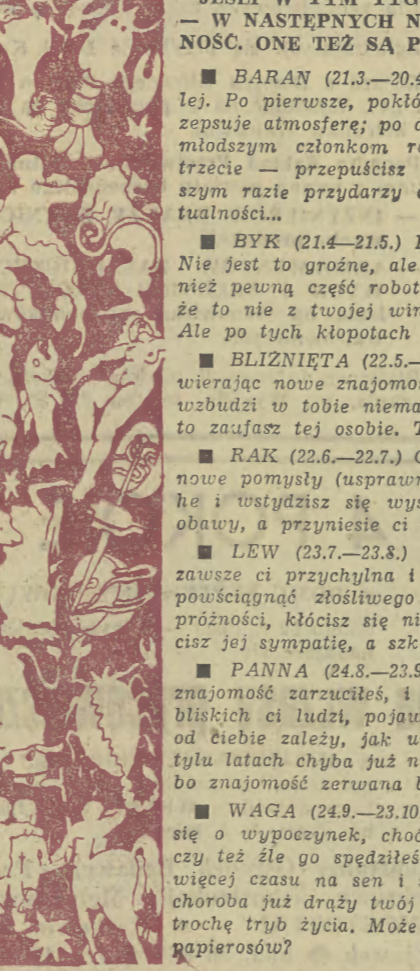 — W NASTĘPNYCH N
NOŚĆ. ONE TEŻ SĄ P
■ BARAN (21.3.—20.4
lej. Po pierwsze, pokłó
zepsuje atmosferę; po
młodszym członkom r
trzecie — przepuścisz
szym razie przydarzy
tualności...
■ BYK (21.4—21.5.)
Nie jest to groźne, ale
nież pewną część robot
że to nie z twojej win
Ale po tych kłopotach
■ BLIŹNIĘTA (22.5.—
wierając nowe znajomoś
wzbudzi w tobie niema
to zaufasz tej osobie. T
■ RAK (22.6.—22.7.)
nowe pomysły (usprawn
he i wstydzisz się wys
obawy, a przyniesie ci
■ LEW (23.7.—23.8.)
zawsze ci przychylna i
powściągnąć złośliwego
próżności, kłócisz się ni
cisz jej sympatię, a szk
■ PANNA (24.8.—23.9
znajomość zarzuciłeś, i
bliskich ci ludzi, pojaw
od ciebie zależy, jak u
tylu latach chyba już n
bo znajomość zerwana b
■ WAGA (24.9.—23.10
się o wypoczynek, choć
czy też źle go spędziłeś
więcej czasu na sen i
choroba już drąży twój
trochę tryb życia. Może
papierosów?